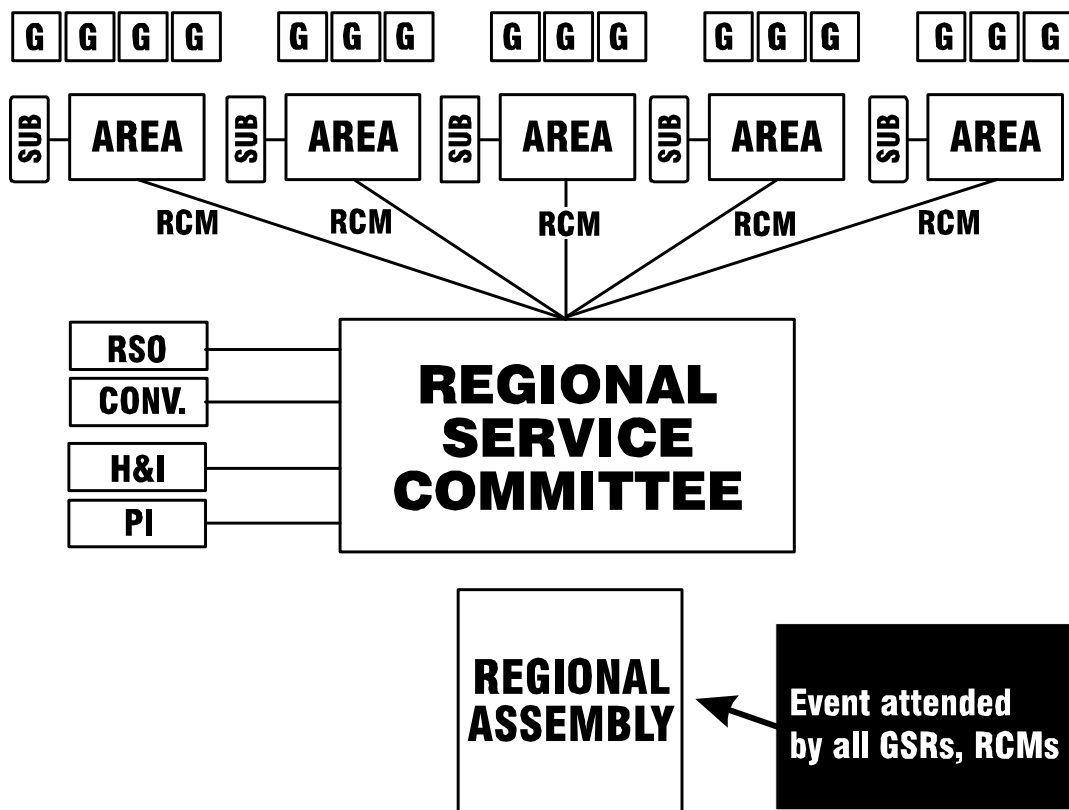 G G G G G G G G G G G G G G G G
SUB AREA SUB AREA SUB AREA SUB AREA SUB AREA
RCM RCM RCM RCM RCM
RSO
CONV.
H&I
PI
REGIONAL
SERVICE
COMMITTEE
REGIONAL
ASSEMBLY
Event attended
by all GSRs, RCMs